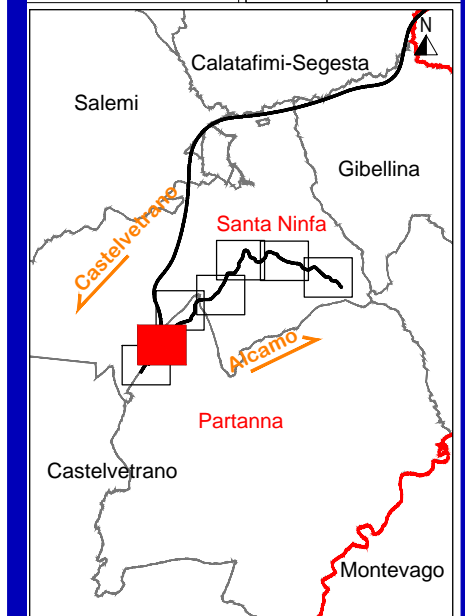 N
Calatafimi-Segesta
Salemi
Gibellina
Castelvetrano
Santa Ninfa
Alcamo
Partanna
Castelvetrano
Montevago